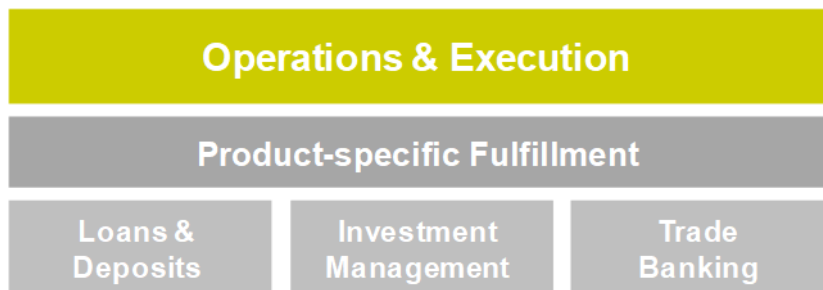 Operations & Execution
Product-specific Fulfillment
Loans &
Deposits
Investment
Management
Trade
Banking